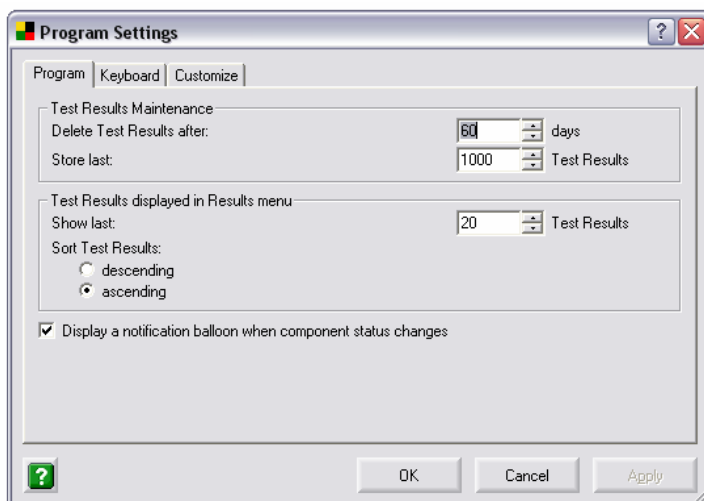 Program Settings
?
Program Keyboard Customize
Test Results Maintenance
Delete Test Results after: 60 days
Store last: 1000 Test Results
Test Results displayed in Results menu
Show last: 20 Test Results
Sort Test Results:
descending
ascending
Display a notification balloon when component status changes
? OK Cancel Apply